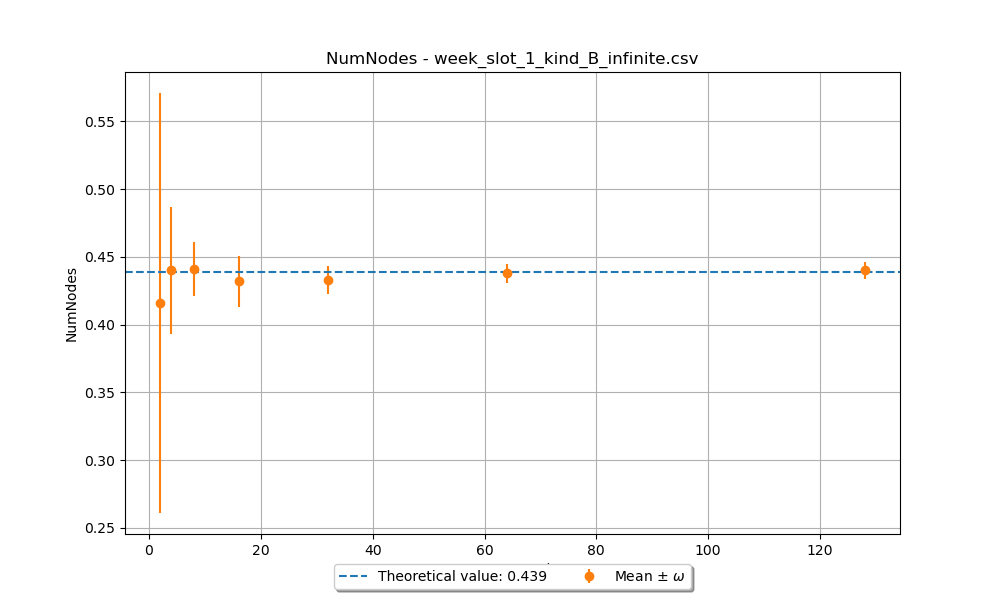 NumNodes - week_slot_1_kind_B_infinite.csv
0.55
0.50
0.45
0.40
0.35
0.30
0.25
NumNodes
0 20 40 60 80 100 120
Theoretical value: 0.439 Mean ± ω